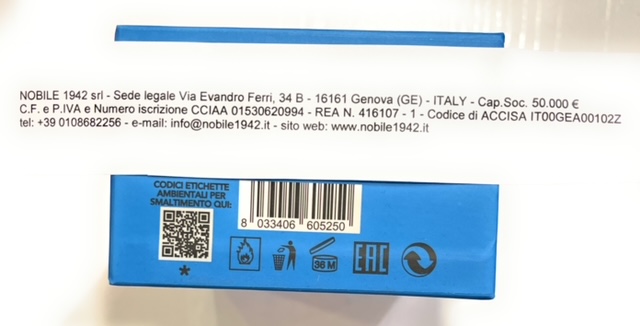 NOBILE 1942 srl - Sede legale Via Evandro Ferri, 34 B - 16161 Genova (GE) - ITALY - Cap.Soc. 50.000 €
C.F. e P.IVA e Numero iscrizione CCIAA 01530620994 - REA N. 416107 - 1 - Codice di ACCISA IT00GEA00102Z
tel: +39 0108682256 - e-mail: info@nobile1942.it - sito web: www.nobile1942.it
CODICI ETICHETTE
AMBIENTALI PER
SMALTIMENTO QUI:
*
8 033406 605250
36 M
EAC